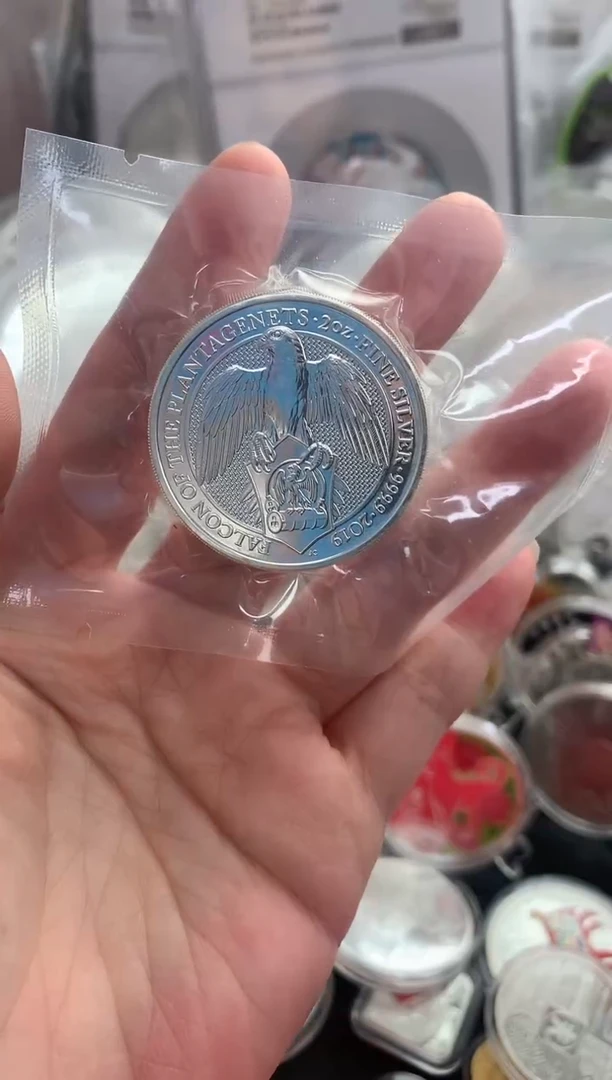 FALCON OF THE PLANTAGENETS · 2oz · FINE SILVER · 999.9 · 2019